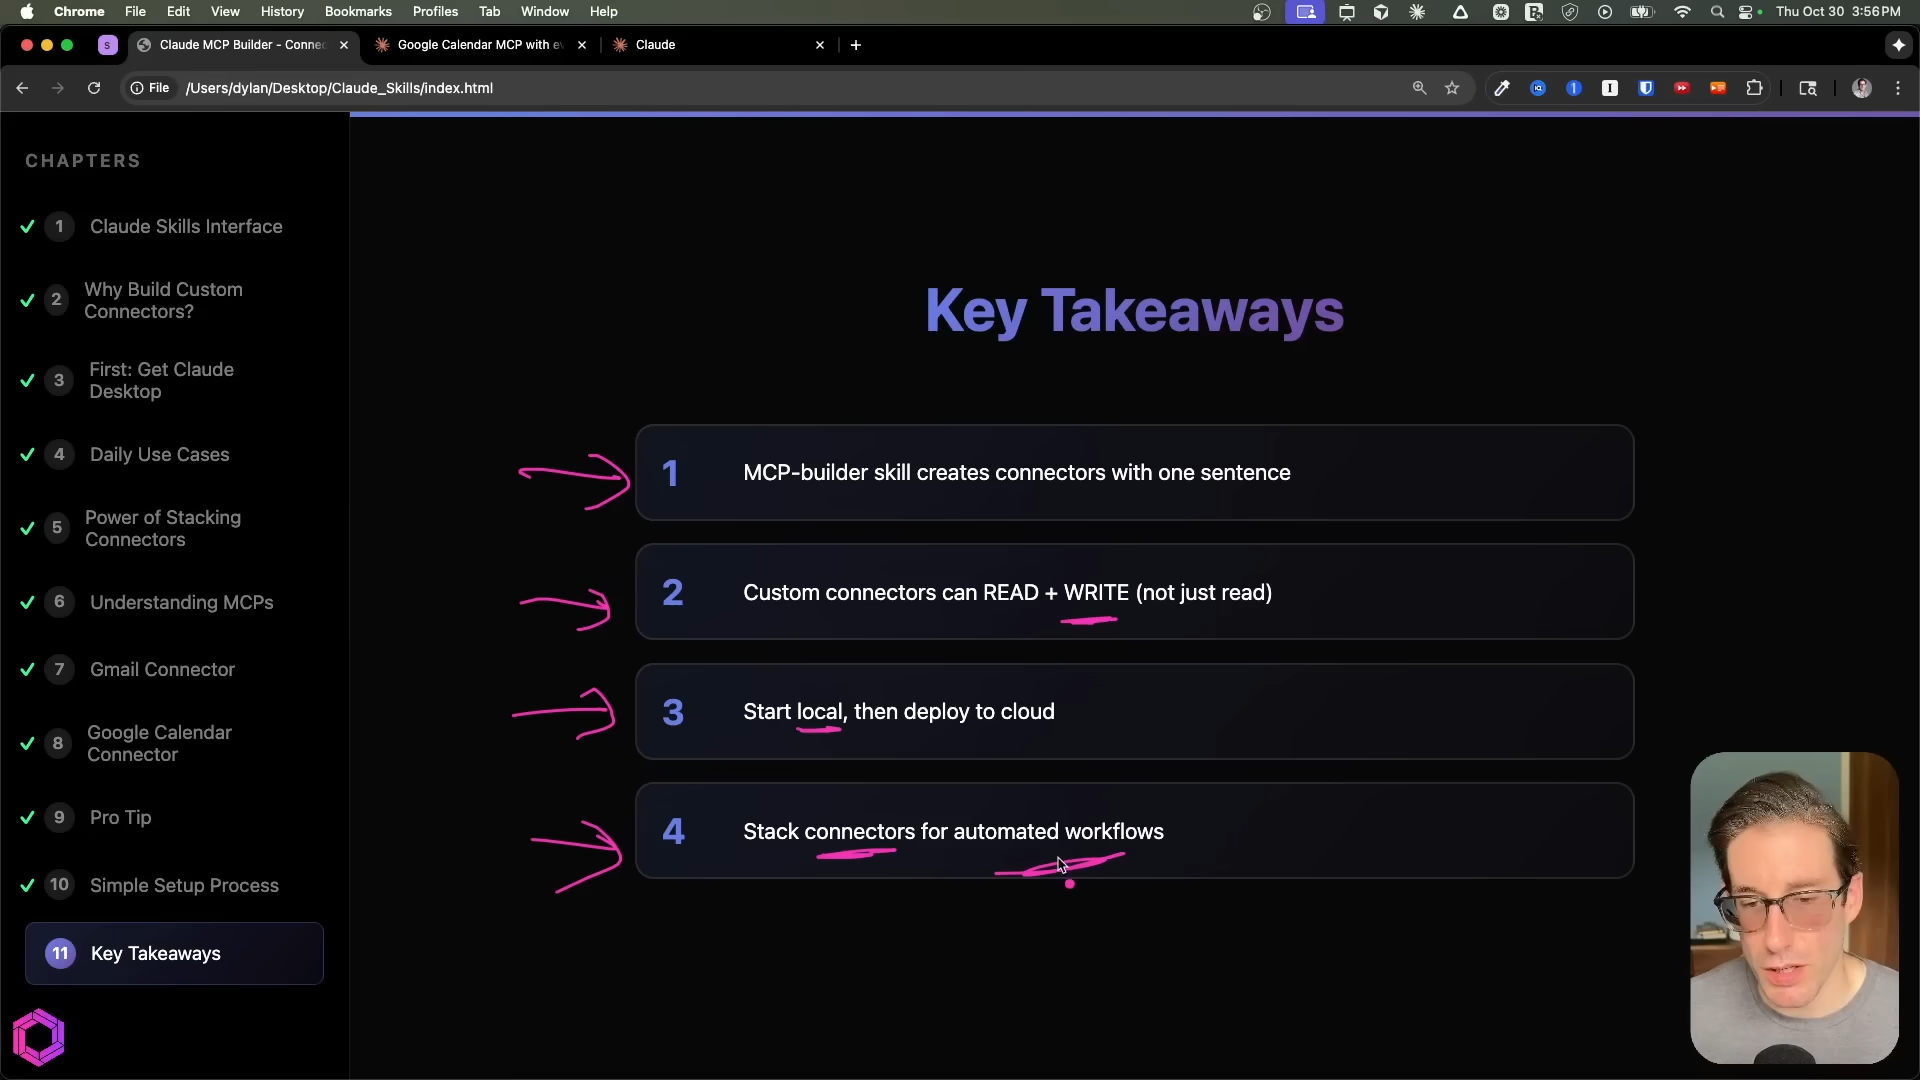 Chrome File Edit View History Bookmarks Profiles Tab Window Help
Thu Oct 30 3:56 PM
S
Claude MCP Builder - Connec
Google Calendar MCP with e
Claude
File
/Users/dylan/Desktop/Claude_Skills/index.html
CHAPTERS
1 Claude Skills Interface
2 Why Build Custom
Connectors?
3 First: Get Claude
Desktop
4 Daily Use Cases
5 Power of Stacking
Connectors
6 Understanding MCPs
7 Gmail Connector
8 Google Calendar
Connector
9 Pro Tip
10 Simple Setup Process
11 Key Takeaways
Key Takeaways
1 MCP-builder skill creates connectors with one sentence
2 Custom connectors can READ + WRITE (not just read)
3 Start local, then deploy to cloud
4 Stack connectors for automated workflows